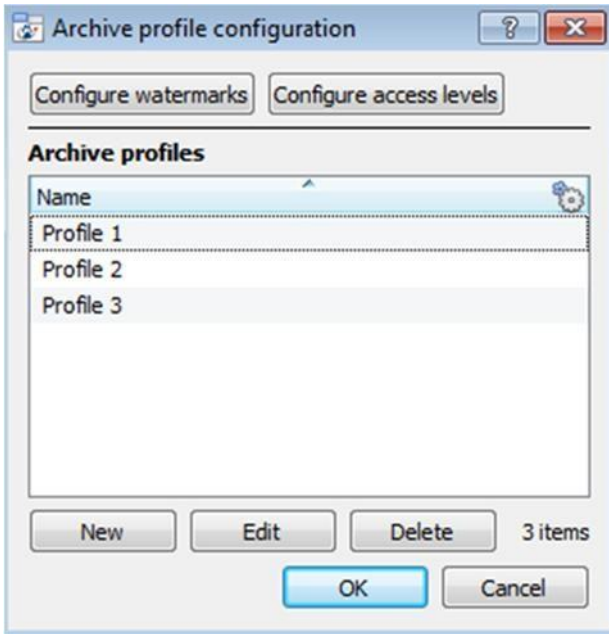 Archive profile configuration ?
Configure watermarks Configure access levels
Archive profiles
Name
Profile 1
Profile 2
Profile 3
New Edit Delete 3 items
OK Cancel